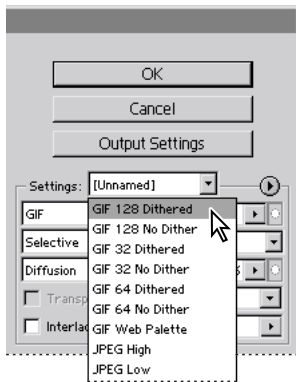 OK
Cancel
Output Settings
Settings: [Unnamed]
GIF
GIF 128 Dithered
GIF 128 No Dither
Selective
GIF 32 Dithered
Diffusion
GIF 32 No Dither
%
GIF 64 Dithered
Transp
GIF 64 No Dither
Interlac
GIF Web Palette
JPEG High
JPEG Low